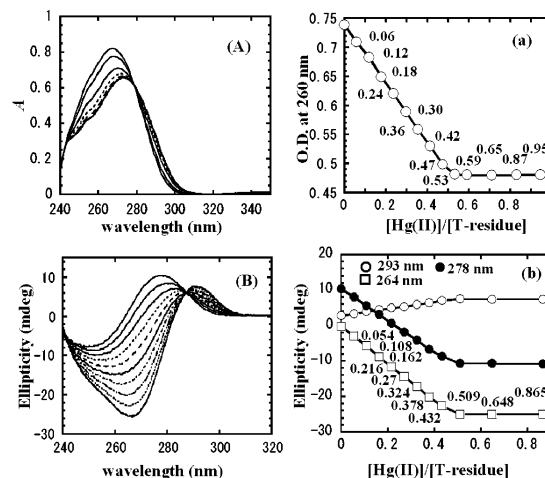 (A)
A
1
0.8
0.6
0.4
0.2
0
240 260 280 300 320 340
wavelength (nm)
(a)
O.D. at 260 nm
0.75
0.7
0.65
0.6
0.55
0.5
0.45
0.06
0.12
0.18
0.24
0.30
0.36
0.42
0.47
0.53
0.59
0.65
0.87
0.95
0 0.2 0.4 0.6 0.8
[Hg(II)]/[T-residue]
(B)
Ellipticity (mdeg)
20
10
0
-10
-20
-30
240 260 280 300 320
wavelength (nm)
(b)
293 nm
278 nm
264 nm
Ellipticity (mdeg)
20
10
0
-10
-20
-30
0.054
0.108
0.162
0.216
0.27
0.324
0.378
0.432
0.509
0.648
0.865
0 0.2 0.4 0.6 0.8
[Hg(II)]/[T-residue]